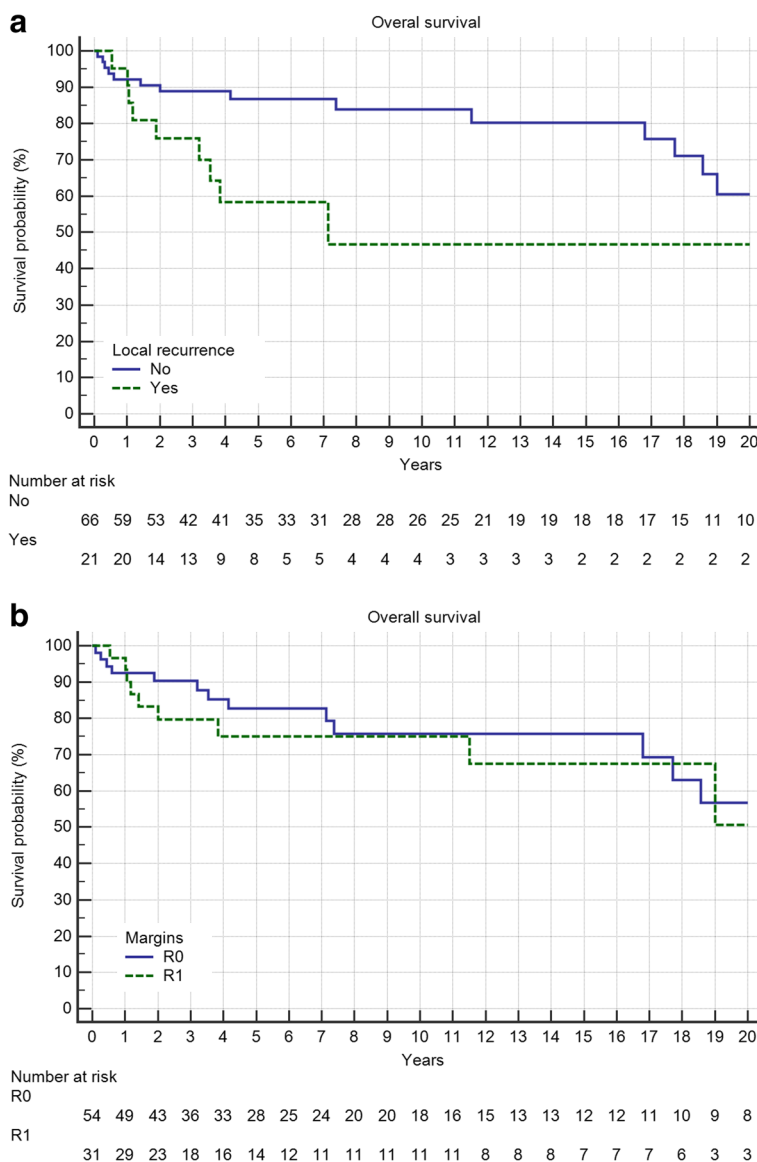 a
Overal survival
Survival probability (%)
100
90
80
70
60
50
40
30
20
10
0
Local recurrence
No
Yes
0 1 2 3 4 5 6 7 8 9 10 11 12 13 14 15 16 17 18 19 20
Years
Number at risk
No
66 59 53 42 41 35 33 31 28 28 26 25 21 19 19 18 18 17 15 11 10
Yes
21 20 14 13 9 8 5 5 4 4 4 3 3 3 3 2 2 2 2 2 2
b
Overall survival
Survival probability (%)
100
90
80
70
60
50
40
30
20
10
0
Margins
R0
R1
0 1 2 3 4 5 6 7 8 9 10 11 12 13 14 15 16 17 18 19 20
Years
Number at risk
R0
54 49 43 36 33 28 25 24 20 20 18 16 15 13 13 12 12 11 10 9 8
R1
31 29 23 18 16 14 12 11 11 11 11 11 8 8 8 7 7 7 6 3 3